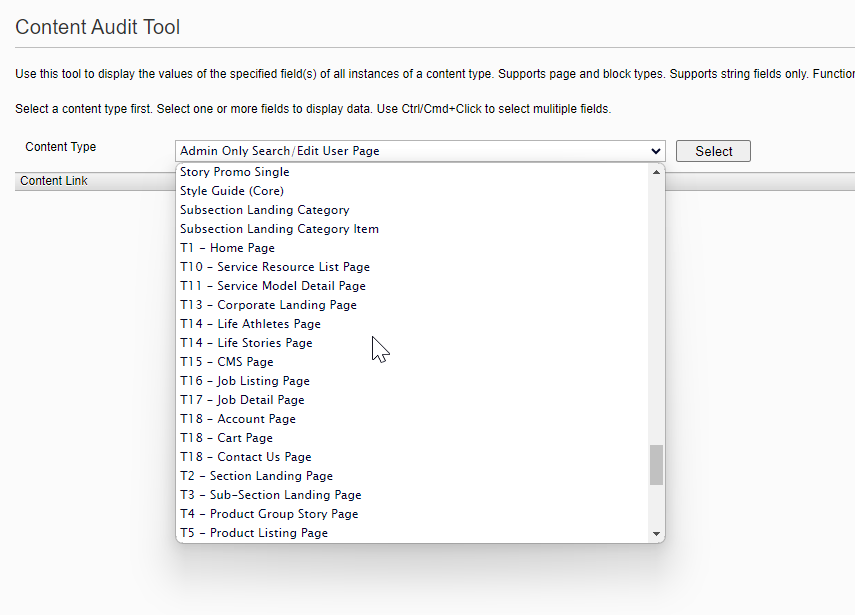 Content Audit Tool
Use this tool to display the values of the specified field(s) of all instances of a content type. Supports page and block types. Supports string fields only. Function
Select a content type first. Select one or more fields to display data. Use Ctrl/Cmd+Click to select mulitiple fields.
Content Type
Admin Only Search/Edit User Page
Select
Content Link
Story Promo Single
Style Guide (Core)
Subsection Landing Category
Subsection Landing Category Item
T1 - Home Page
T10 - Service Resource List Page
T11 - Service Model Detail Page
T13 - Corporate Landing Page
T14 - Life Athletes Page
T14 - Life Stories Page
T15 - CMS Page
T16 - Job Listing Page
T17 - Job Detail Page
T18 - Account Page
T18 - Cart Page
T18 - Contact Us Page
T2 - Section Landing Page
T3 - Sub-Section Landing Page
T4 - Product Group Story Page
T5 - Product Listing Page